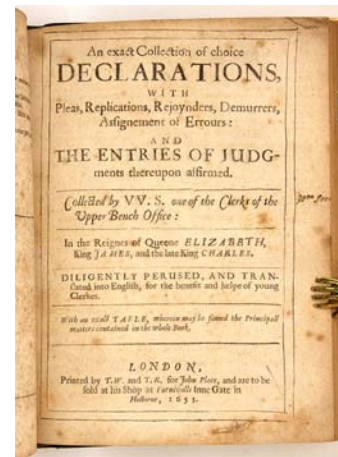 An exact Collection of choice
DECLARATIONS,
WITH
Pleas, Replications, Rejoynders, Demurrers,
Assignement of Errours:
AND
THE ENTRIES OF JUDG-
ments thereupon affirmed.
Collected by VV. S. one of the Clerks of the
Upper Bench Office:
In the Reignes of Queene ELIZABETH,
King JAMES, and the late King CHARLES.
DILIGENTLY PERUSED, AND TRAN-
slated into English, for the benefit and helpe of young
Clerkes.
With an exact TABLE, wherein may be found the Principall
matters contained in the whole Book.
LONDON,
Printed by T.W. and T.R. for John Place, and are to be
sold at his Shop at Furnivalls Inne Gate in
Holborne, 1653.